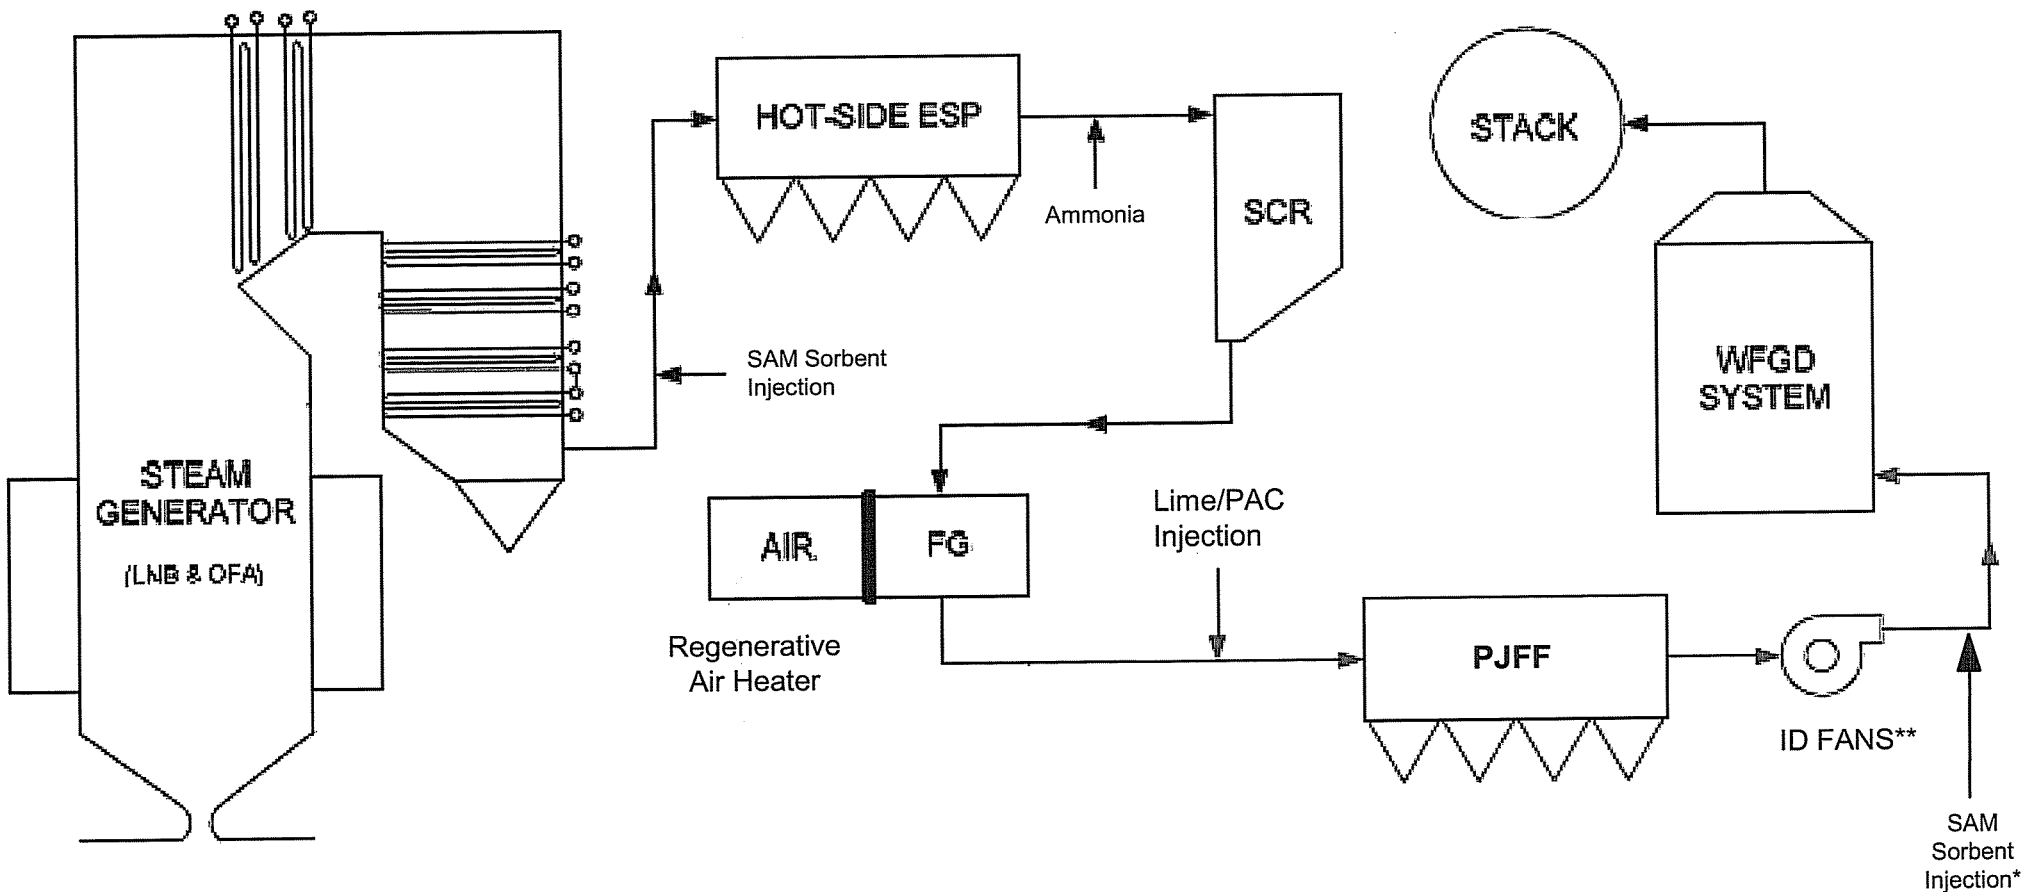 HOT-SIDE ESP
STACK
SCR
Ammonia
SAM Sorbent
Injection
WFGD
SYSTEM
STEAM
GENERATOR
(LNB & OFA)
AIR
FG
Lime/PAC
Injection
Regenerative
Air Heater
PJFF
ID FANS**
SAM
Sorbent
Injection*